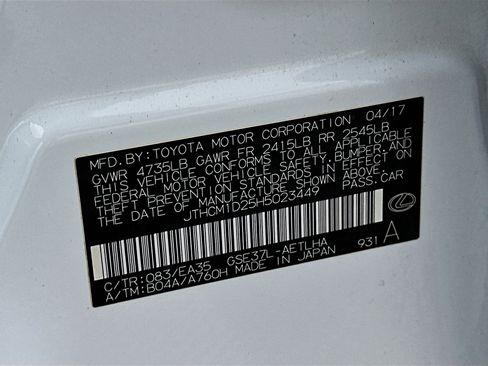 MFD. BY: TOYOTA MOTOR CORPORATION 04/17
GVWR 4735LB GAWR FR 2415LB RR 2545LB
THIS VEHICLE CONFORMS TO ALL APPLICABLE
FEDERAL MOTOR VEHICLE SAFETY, BUMPER, AND
THEFT PREVENTION STANDARDS IN EFFECT ON
THE DATE OF MANUFACTURE SHOWN ABOVE.
JTHCM1D25H5023449 PASS. CAR
C/TR: 083/EA35 GSE37L-AETLHA 931 A
A/TM: B04A/A760H MADE IN JAPAN